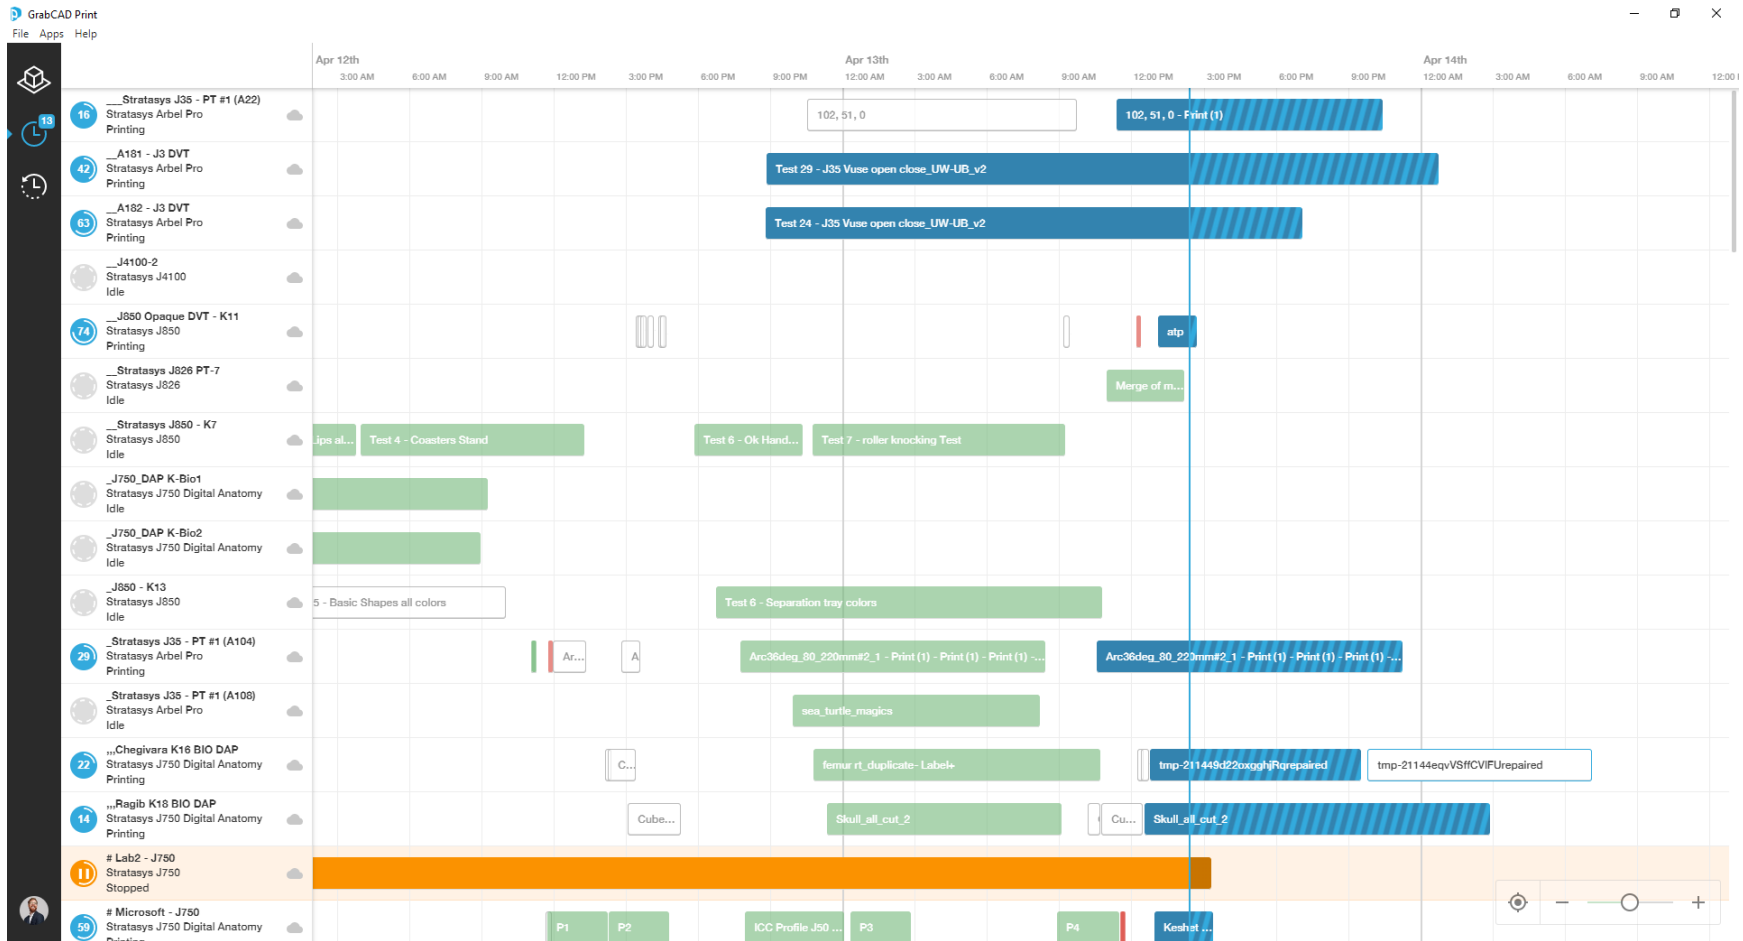 GrabCAD Print
File Apps Help
Apr 12th Apr 13th Apr 14th
3:00 AM 6:00 AM 9:00 AM 12:00 PM 3:00 PM 6:00 PM 9:00 PM 12:00 AM 3:00 AM 6:00 AM 9:00 AM 12:00 PM 3:00 PM 6:00 PM 9:00 PM 12:00 AM 3:00 AM 6:00 AM 9:00 AM 12:00
13
16
___Stratasys J35 - PT #1 (A22)
Stratasys Arbel Pro
Printing
102, 51, 0
102, 51, 0 - Print (1)
42
__A181 - J3 DVT
Stratasys Arbel Pro
Printing
Test 29 - J35 Vuse open close_UW-UB_v2
63
__A182 - J3 DVT
Stratasys Arbel Pro
Printing
Test 24 - J35 Vuse open close_UW-UB_v2
__J4100-2
Stratasys J4100
Idle
74
__J850 Opaque DVT - K11
Stratasys J850
Printing
atp
__Stratasys J826 PT-7
Stratasys J826
Idle
Merge of m...
__Stratasys J850 - K7
Stratasys J850
Idle
Lips al...
Test 4 - Coasters Stand
Test 6 - Ok Hand...
Test 7 - roller knocking Test
_J750_DAP K-Bio1
Stratasys J750 Digital Anatomy
Idle
_J750_DAP K-Bio2
Stratasys J750 Digital Anatomy
Idle
_J850 - K13
Stratasys J850
Idle
5 - Basic Shapes all colors
Test 6 - Separation tray colors
29
_Stratasys J35 - PT #1 (A104)
Stratasys Arbel Pro
Printing
Ar...
A
Arc36deg_80_220mm#2_1 - Print (1) - Print (1) - Print (1) -...
Arc36deg_80_220mm#2_1 - Print (1) - Print (1) - Print (1) -...
_Stratasys J35 - PT #1 (A108)
Stratasys Arbel Pro
Idle
sea_turtle_magics
22
,,,Chegivara K16 BIO DAP
Stratasys J750 Digital Anatomy
Printing
C...
femur rt_duplicate- Label+
tmp-211449d22oxgghjRqrepaired
tmp-21144eqvVSffCVIFUrepaired
14
,,,Ragib K18 BIO DAP
Stratasys J750 Digital Anatomy
Printing
Cube...
Skull_all_cut_2
Cu...
Skull_all_cut_2
# Lab2 - J750
Stratasys J750
Stopped
59
# Microsoft - J750
Stratasys J750 Digital Anatomy
Printing
P1
P2
ICC Profile J50 ...
P3
P4
Keshet ...